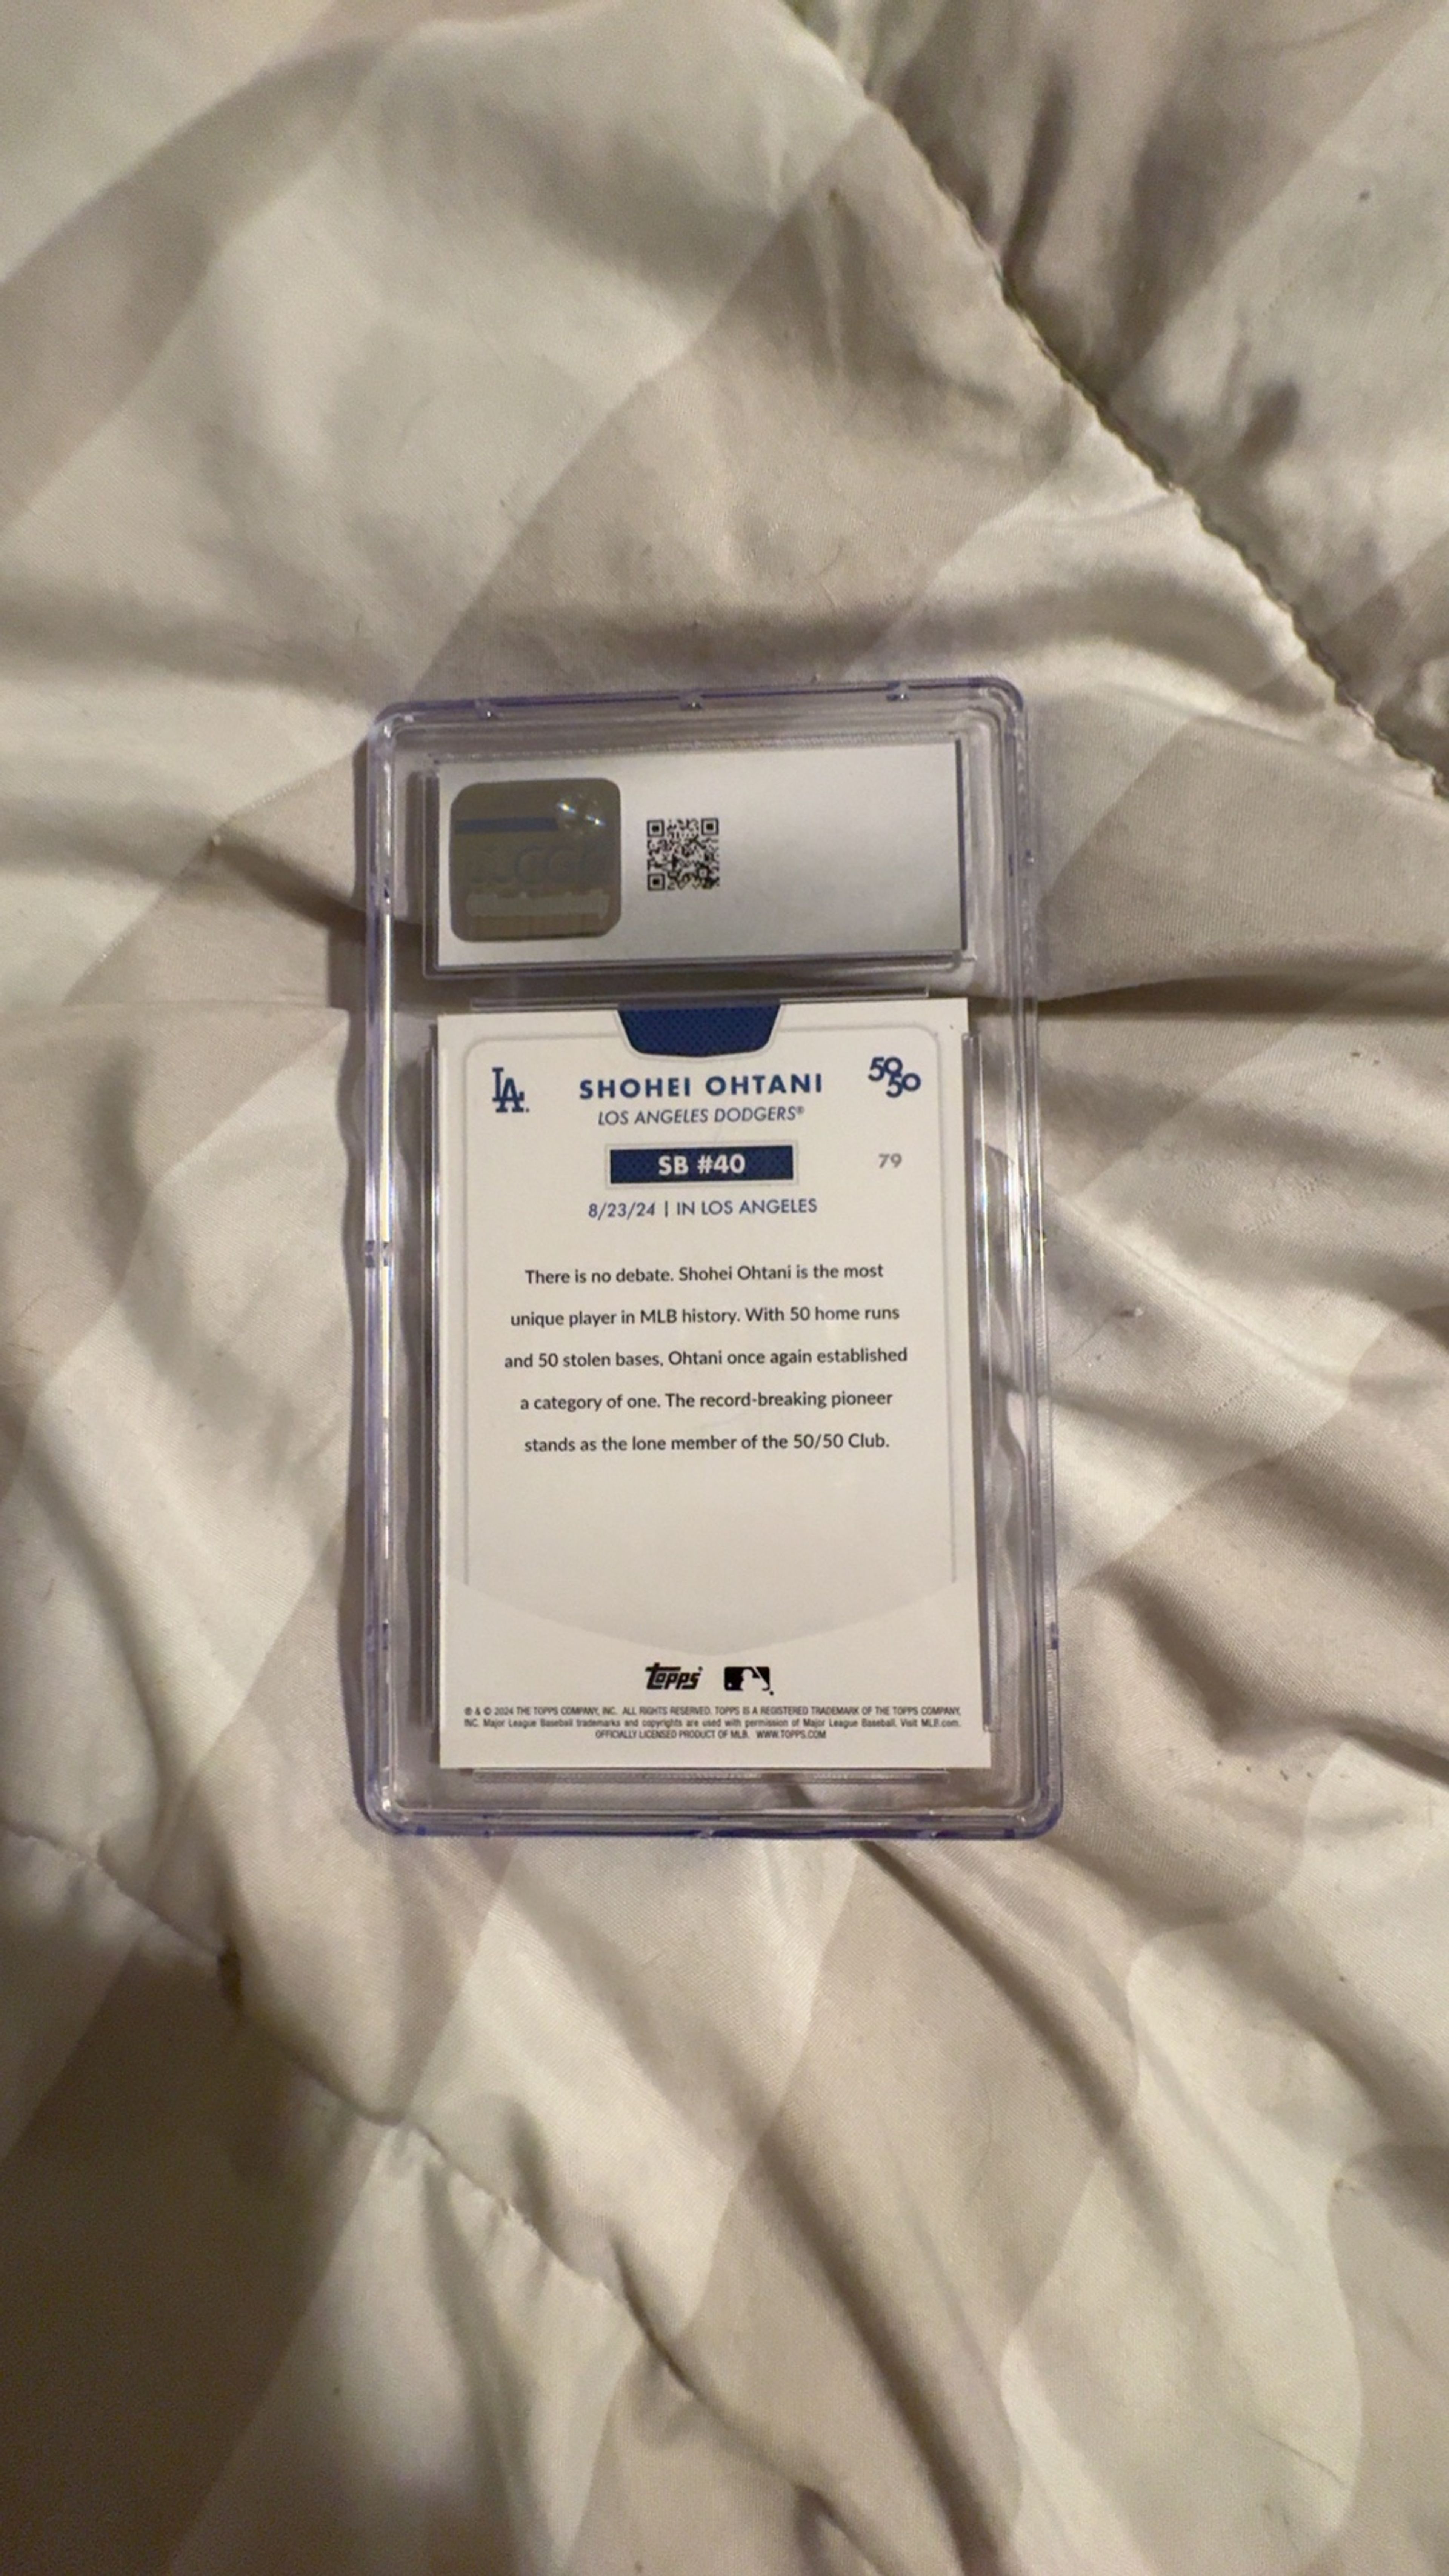 LA
SHOHEI OHTANI
50/50
LOS ANGELES DODGERS®
SB #40
79
8/23/24 | IN LOS ANGELES
There is no debate. Shohei Ohtani is the most
unique player in MLB history. With 50 home runs
and 50 stolen bases, Ohtani once again established
a category of one. The record-breaking pioneer
stands as the lone member of the 50/50 Club.
Topps
® & © 2024 THE TOPPS COMPANY, INC. ALL RIGHTS RESERVED. TOPPS IS A REGISTERED TRADEMARK OF THE TOPPS COMPANY,
INC. Major League Baseball trademarks and copyrights are used with permission of Major League Baseball. Visit MLB.com.
OFFICIALLY LICENSED PRODUCT OF MLB. WWW.TOPPS.COM